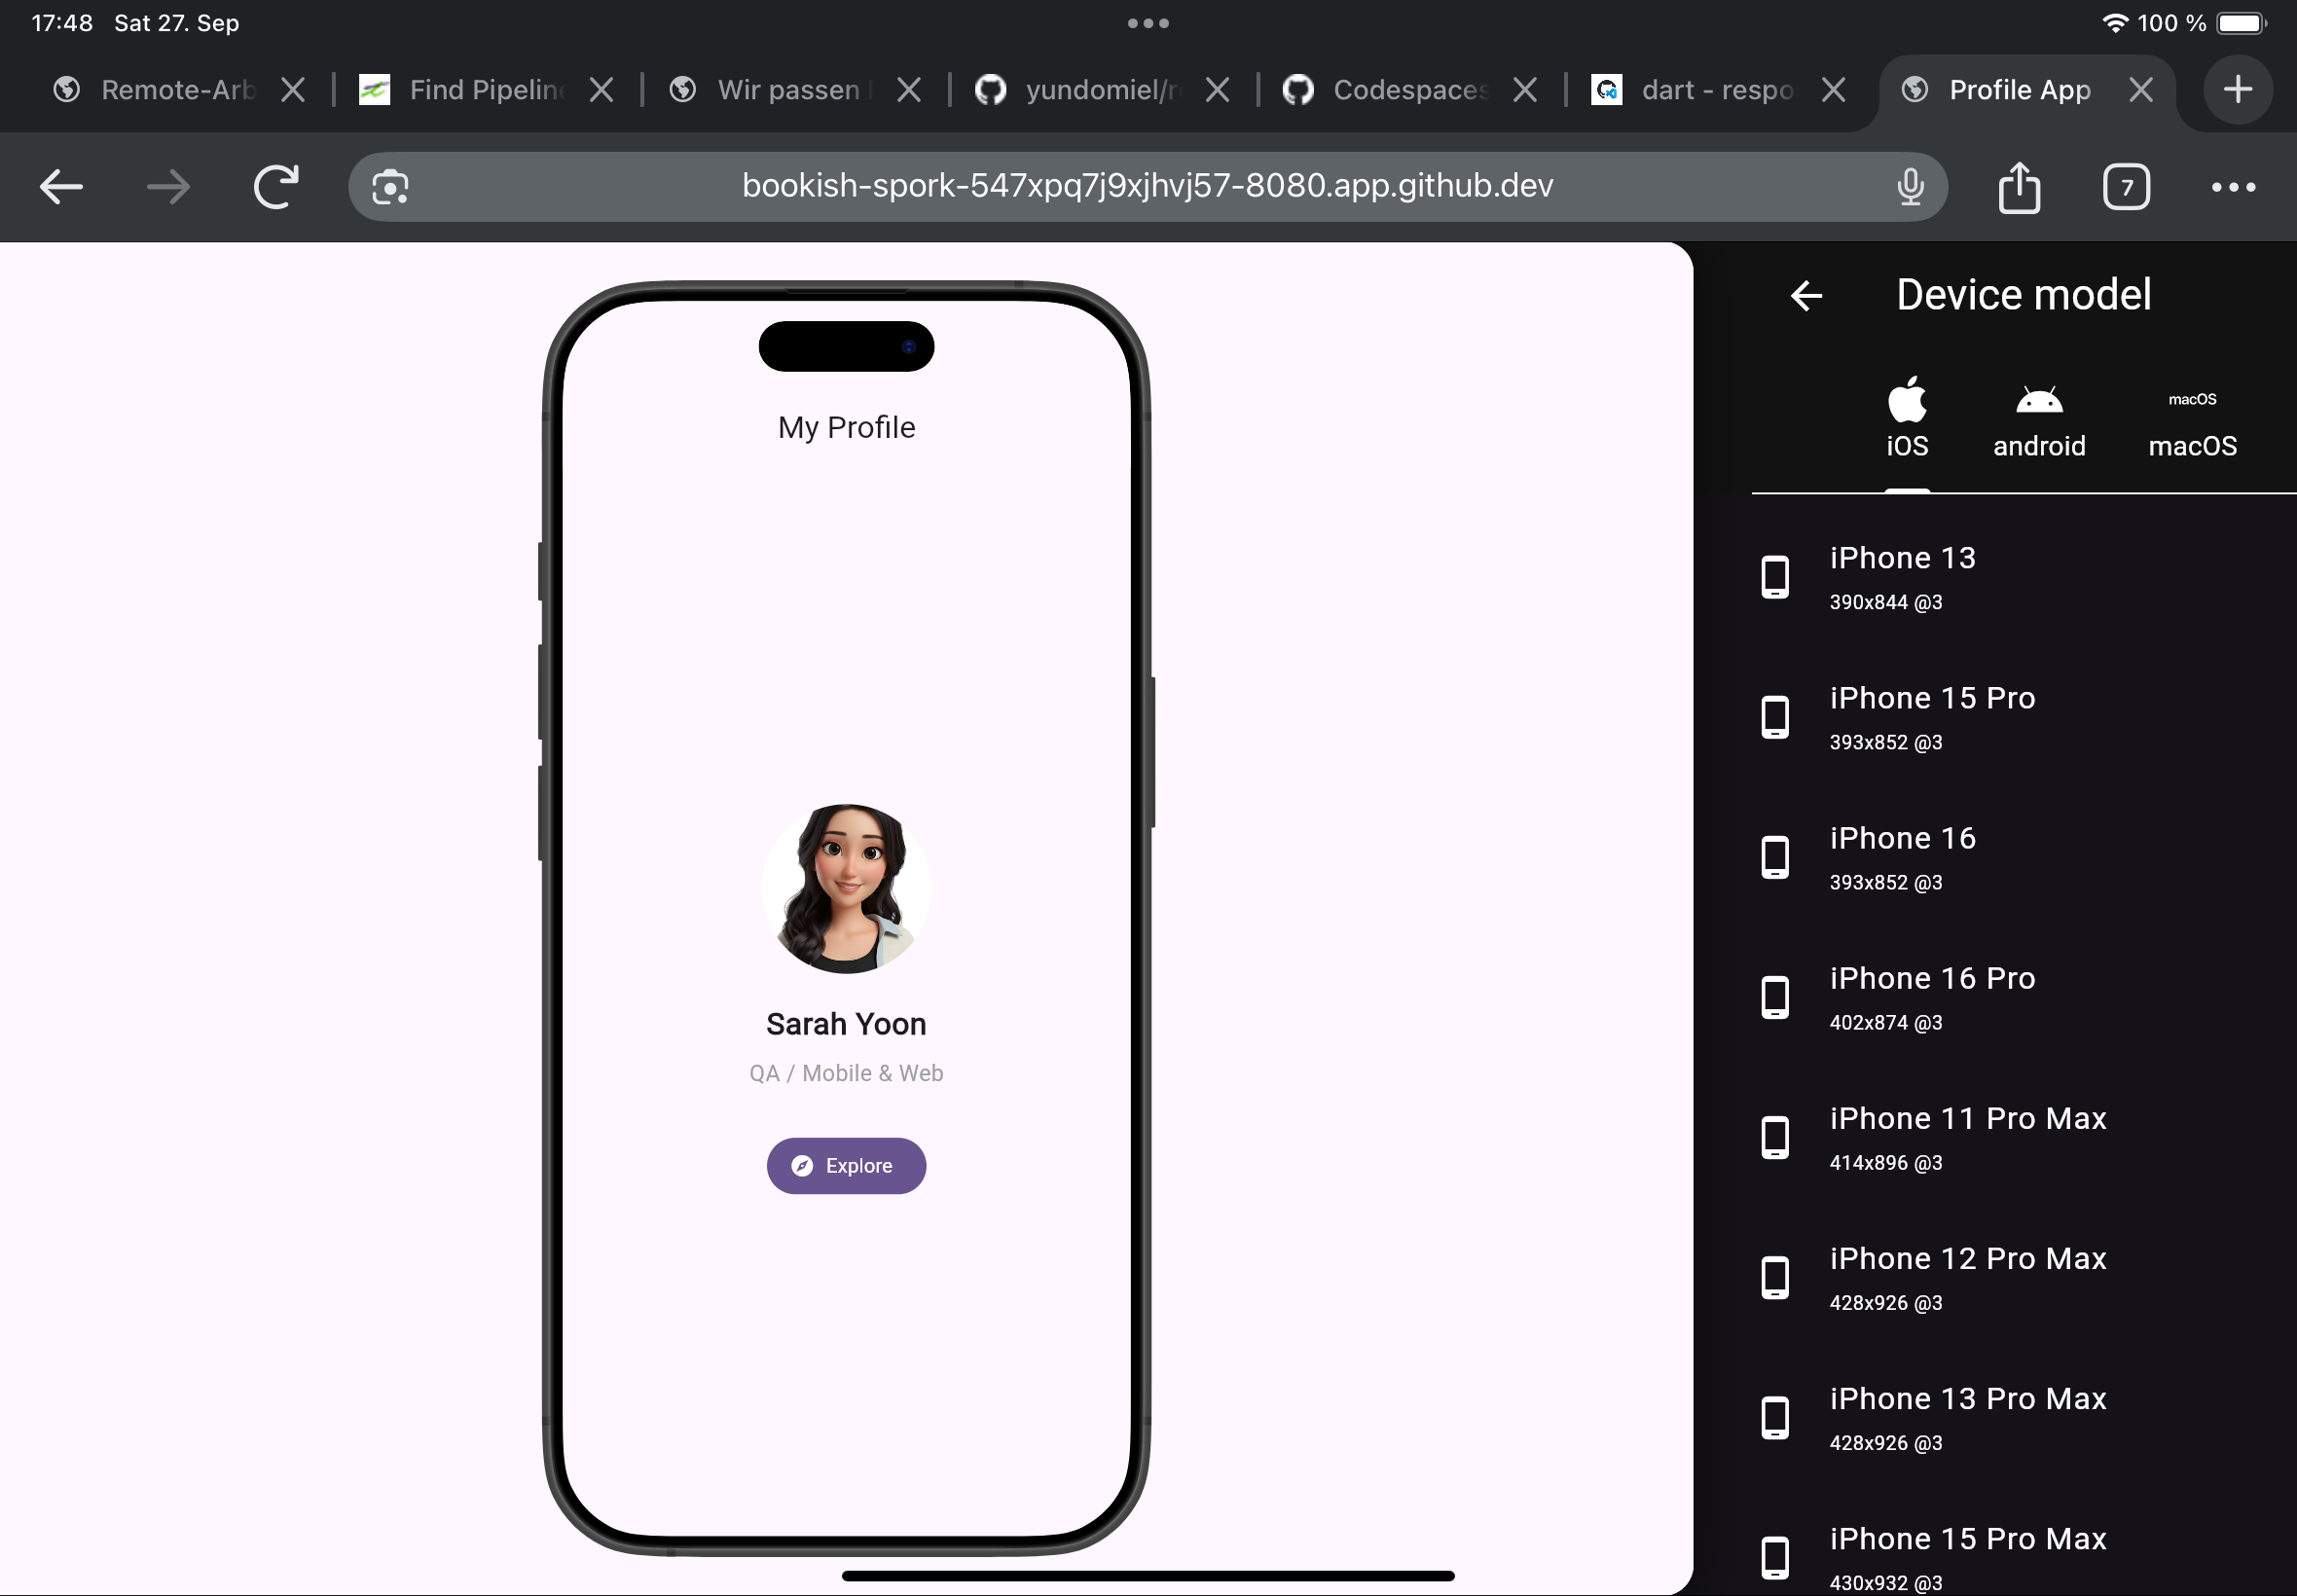 17:48 Sat 27. Sep
100 %
Remote-Arb
Find Pipeline
Wir passen
yundomiel/r
Codespaces
dart - respo
Profile App
bookish-spork-547xpq7j9xjhvj57-8080.app.github.dev
7
My Profile
Sarah Yoon
QA / Mobile & Web
Explore
Device model
macOS
iOS
android
macOS
iPhone 13
390x844 @3
iPhone 15 Pro
393x852 @3
iPhone 16
393x852 @3
iPhone 16 Pro
402x874 @3
iPhone 11 Pro Max
414x896 @3
iPhone 12 Pro Max
428x926 @3
iPhone 13 Pro Max
428x926 @3
iPhone 15 Pro Max
430x932 @3